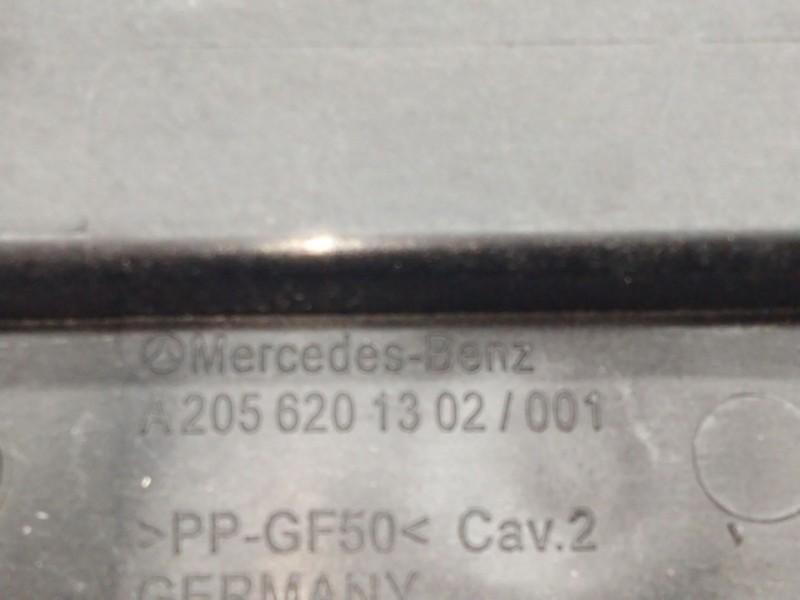 Mercedes-Benz
A 205 620 13 02 / 001
>PP-GF50< Cav.2
GERMANY